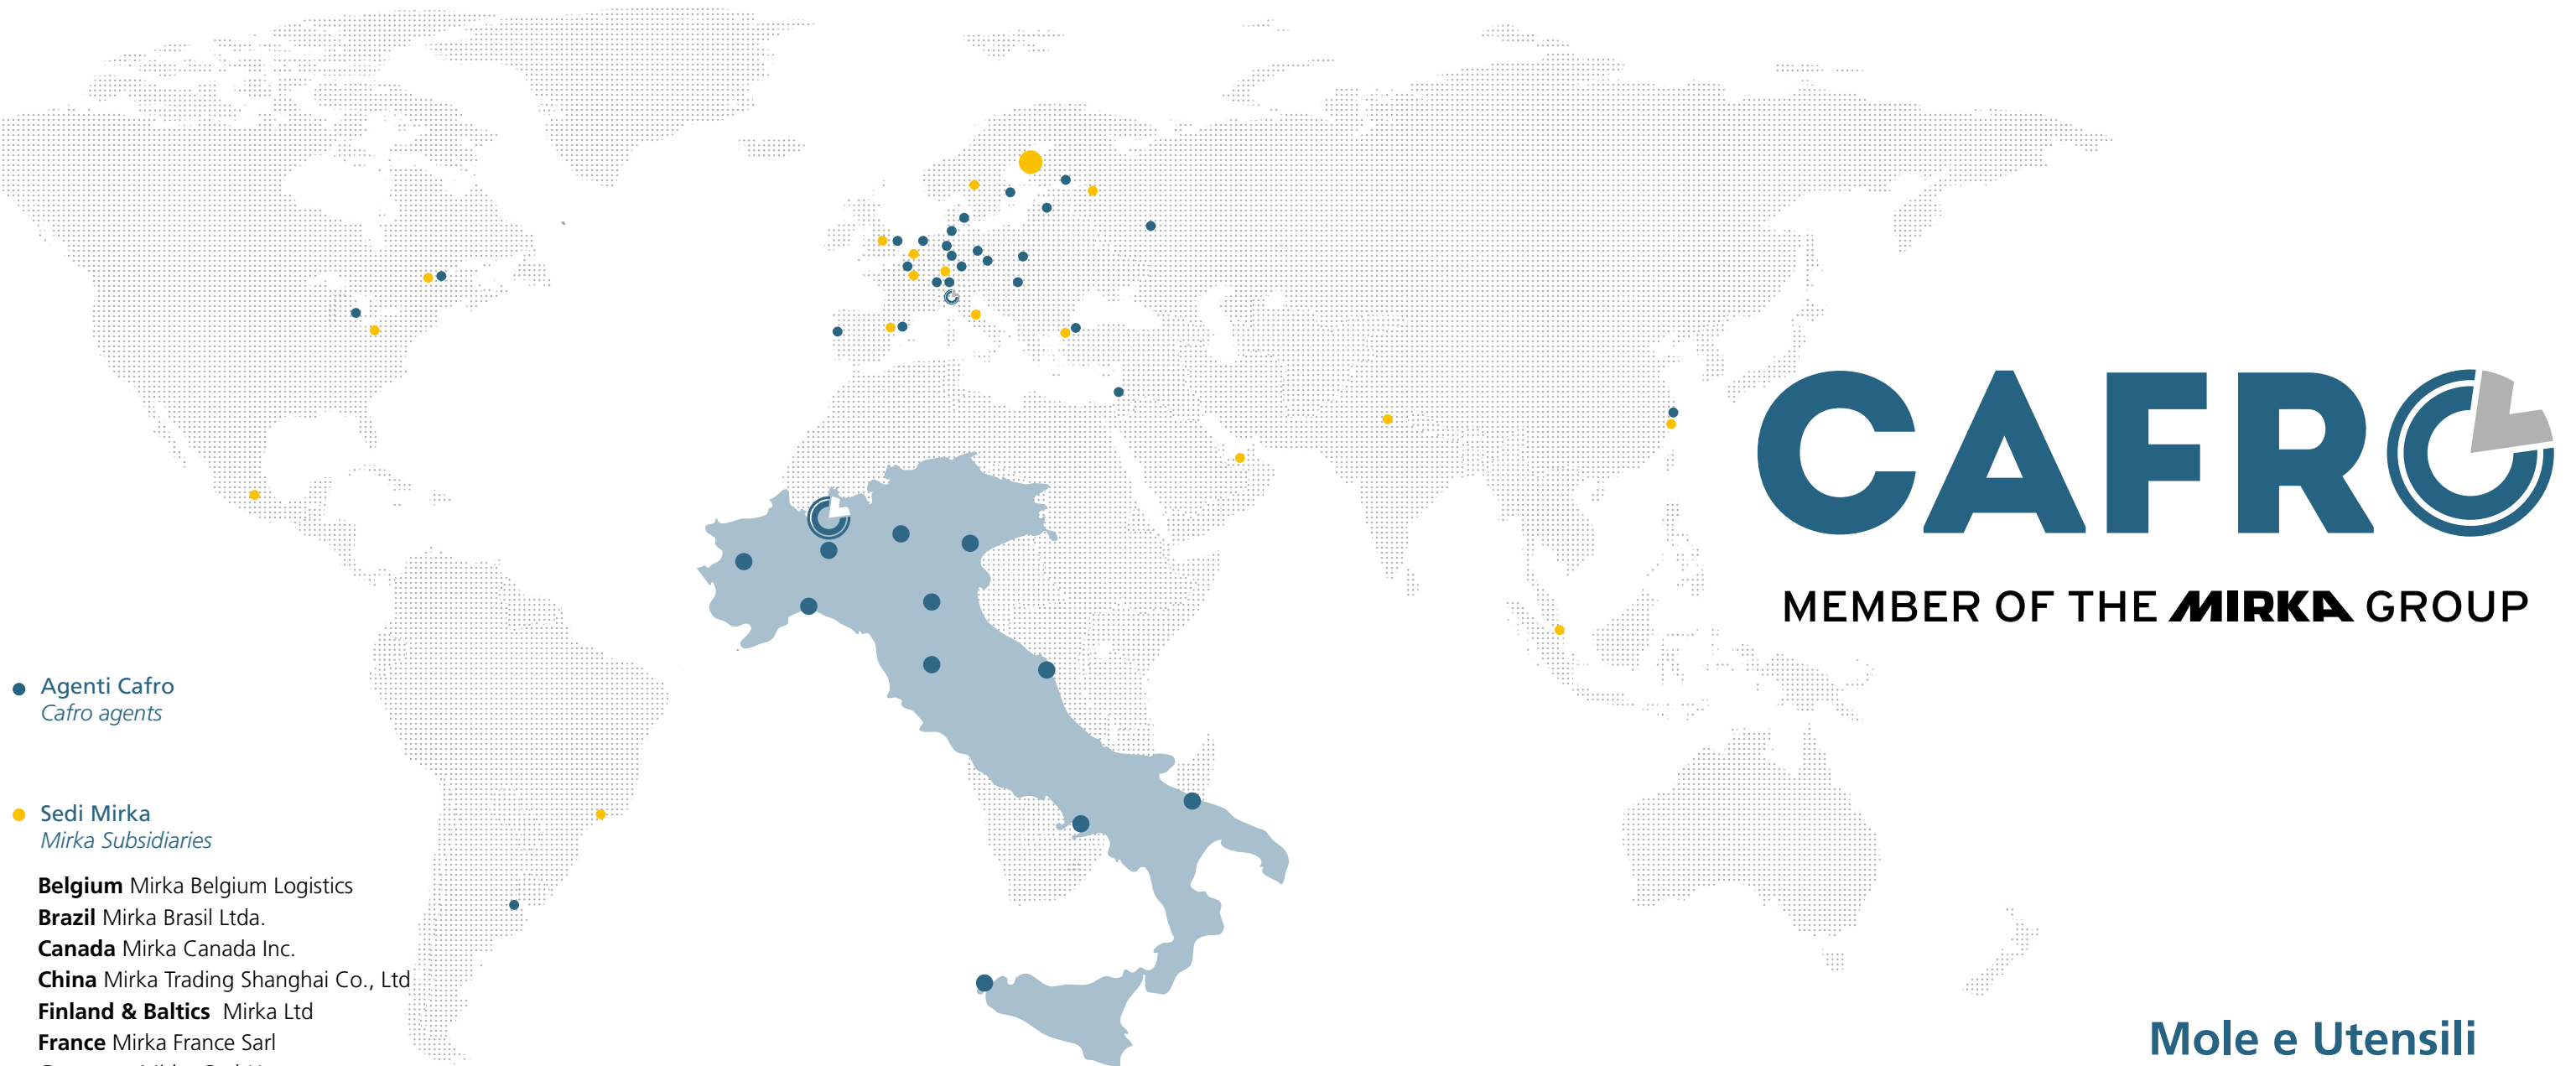 CAFRO
MEMBER OF THE MIRKA GROUP
Agenti Cafro
Cafro agents
Sedi Mirka
Mirka Subsidiaries
Belgium Mirka Belgium Logistics
Brazil Mirka Brasil Ltda.
Canada Mirka Canada Inc.
China Mirka Trading Shanghai Co., Ltd
Finland & Baltics Mirka Ltd
France Mirka France Sarl
Mole e Utensili